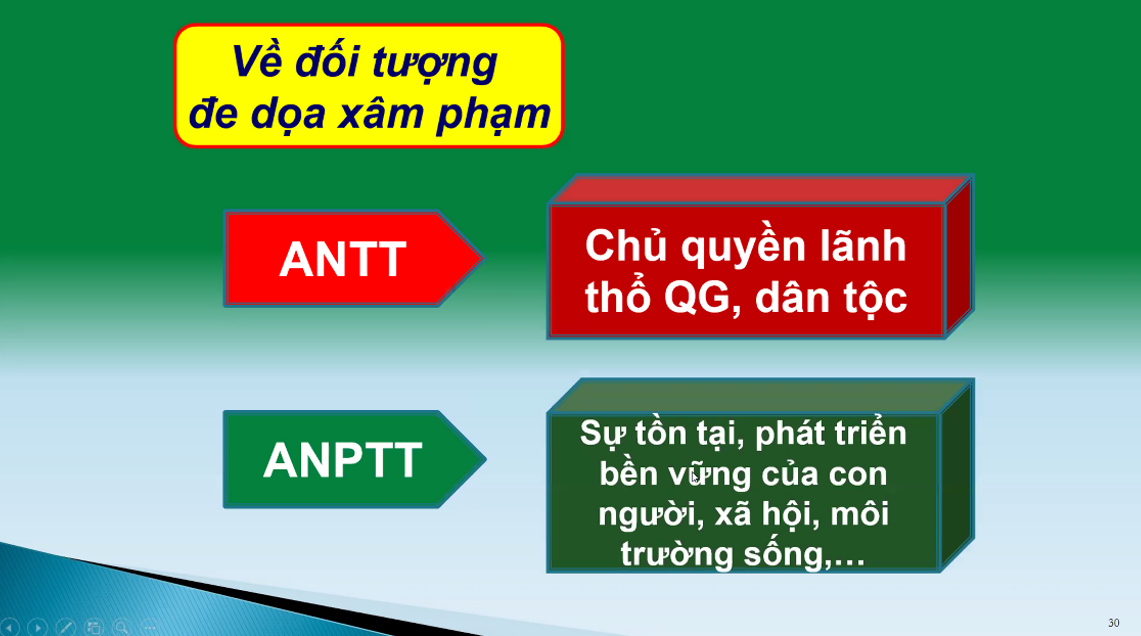 Về đối tượng
đe dọa xâm phạm
ANTT
Chủ quyền lãnh
thổ QG, dân tộc
ANPTT
Sự tồn tại, phát triển
bền vững của con
người, xã hội, môi
trường sống,...
30